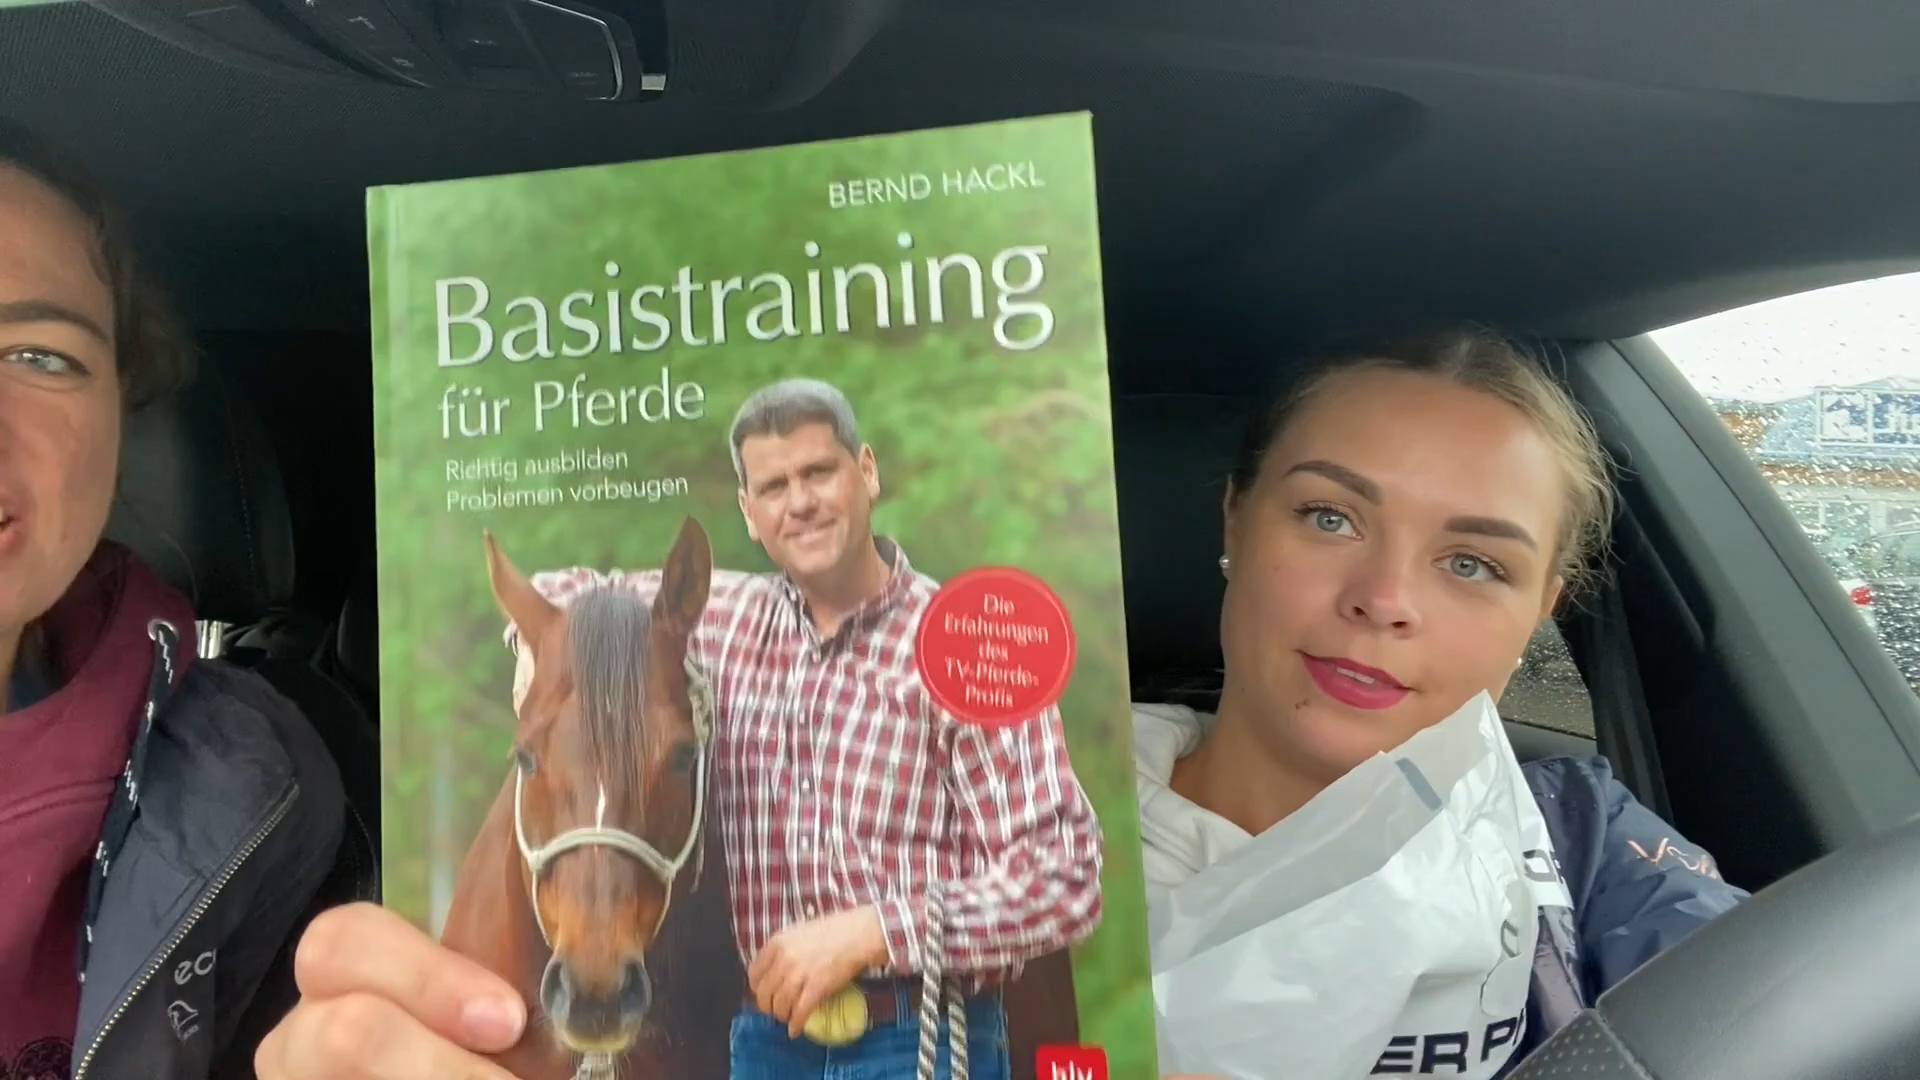 BERND HACKL
Basistraining
für Pferde
Richtig ausbilden
Problemen vorbeugen
Die
Erfahrungen
des
TV-Pferde-
Profis
blv